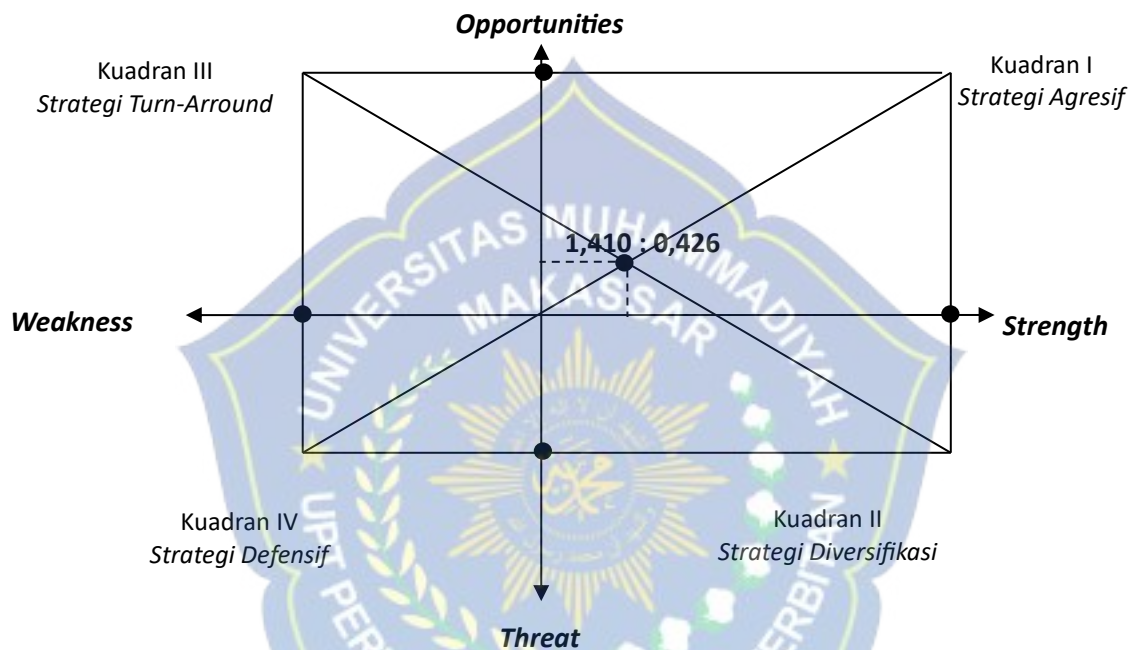 Opportunities
Kuadran III
Strategi Turn-Arround
Kuadran I
Strategi Agresif
1,410 : 0,426
Weakness
Strength
Kuadran IV
Strategi Defensif
Kuadran II
Strategi Diversifikasi
Threat
UNIVERSITAS MUHAMMADIYAH
MAKASSAR
UPT